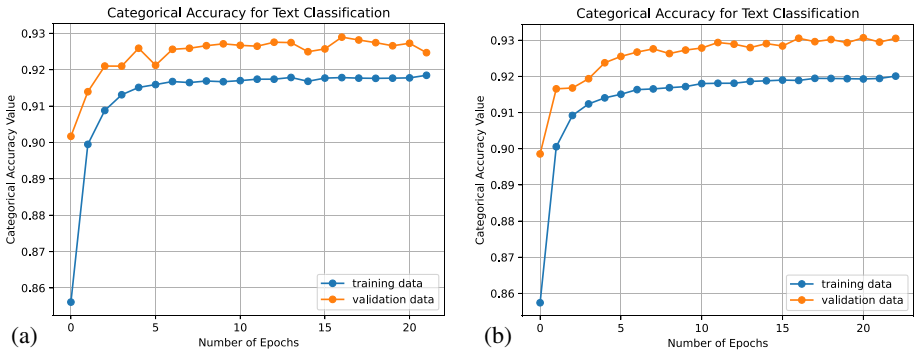 Categorical Accuracy for Text Classification
Categorical Accuracy Value
0.93
0.92
0.91
0.90
0.89
0.88
0.87
0.86
training data
validation data
0
5
10
15
20
Number of Epochs
(a)
Categorical Accuracy for Text Classification
Categorical Accuracy Value
0.93
0.92
0.91
0.90
0.89
0.88
0.87
0.86
training data
validation data
0
5
10
15
20
Number of Epochs
(b)